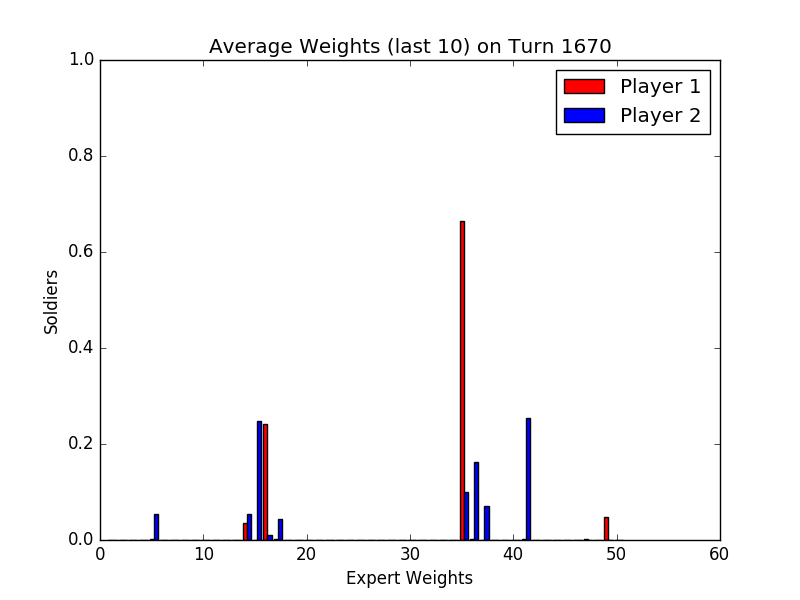 Average Weights (last 10) on Turn 1670
1.0
0.8
0.6
0.4
0.2
0.0
Soldiers
Player 1
Player 2
0 10 20 30 40 50 60
Expert Weights